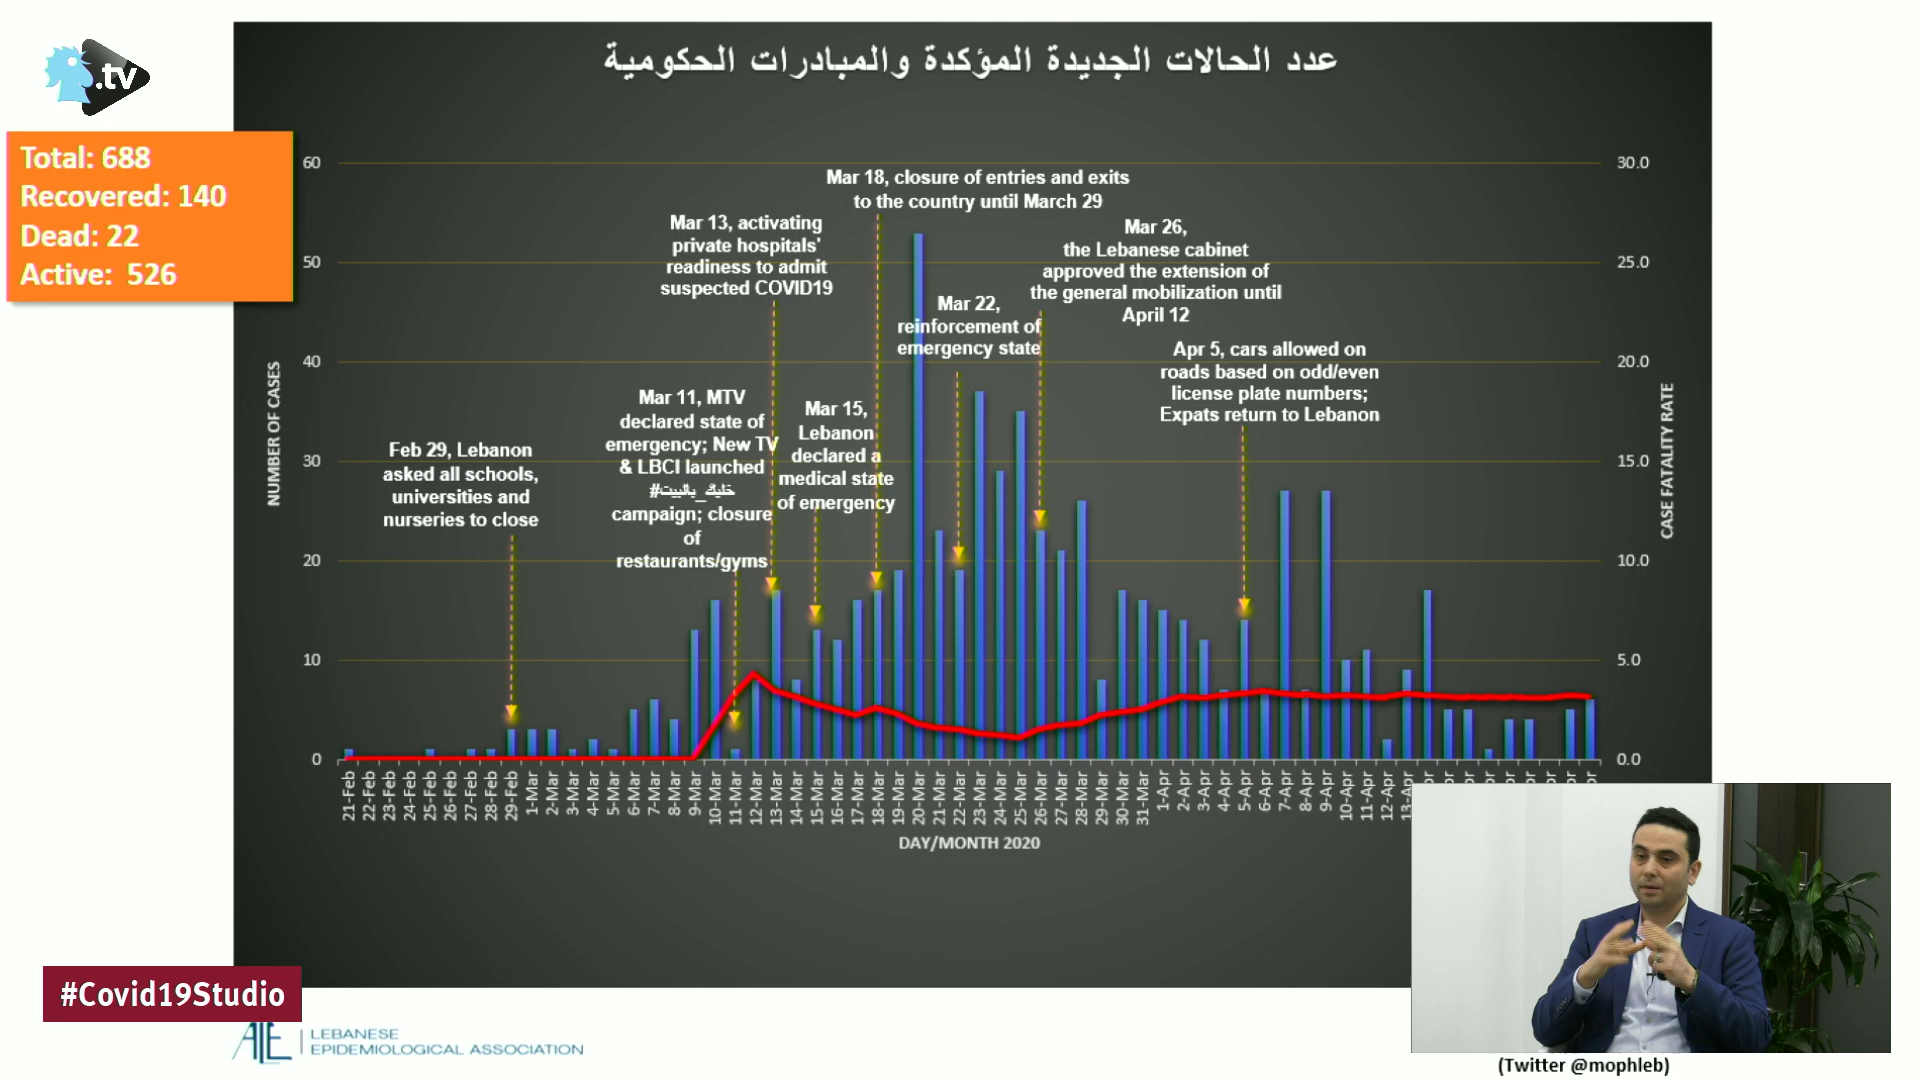 .tv
عدد الحالات الجديدة المؤكدة والمبادرات الحكومية
Total: 688
Recovered: 140
Dead: 22
Active: 526
NUMBER OF CASES
60
50
40
30
20
10
0
Feb 29, Lebanon
asked all schools,
universities and
nurseries to close
Mar 11, MTV
declared state of
emergency; New TV
& LBCI launched
#خليك_بالبيت
campaign; closure
of
restaurants/gyms
Mar 13, activating
private hospitals'
readiness to admit
suspected COVID19
Mar 15,
Lebanon
declared a
medical state
of emergency
Mar 18, closure of entries and exits
to the country until March 29
Mar 22,
reinforcement of
emergency state
Mar 26,
the Lebanese cabinet
approved the extension of
the general mobilization until
April 12
Apr 5, cars allowed on
roads based on odd/even
license plate numbers;
Expats return to Lebanon
30.0
25.0
20.0
15.0
10.0
5.0
0.0
CASE FATALITY RATE
21-Feb
22-Feb
23-Feb
24-Feb
25-Feb
26-Feb
27-Feb
28-Feb
29-Feb
1-Mar
2-Mar
3-Mar
4-Mar
5-Mar
6-Mar
7-Mar
8-Mar
9-Mar
10-Mar
11-Mar
12-Mar
13-Mar
14-Mar
15-Mar
16-Mar
17-Mar
18-Mar
19-Mar
20-Mar
21-Mar
22-Mar
23-Mar
24-Mar
25-Mar
26-Mar
27-Mar
28-Mar
29-Mar
30-Mar
31-Mar
1-Apr
2-Apr
3-Apr
4-Apr
5-Apr
6-Apr
7-Apr
8-Apr
9-Apr
10-Apr
11-Apr
12-Apr
13-Apr
DAY/MONTH 2020
#Covid19Studio
LEBANESE
EPIDEMIOLOGICAL ASSOCIATION
(Twitter @mophleb)